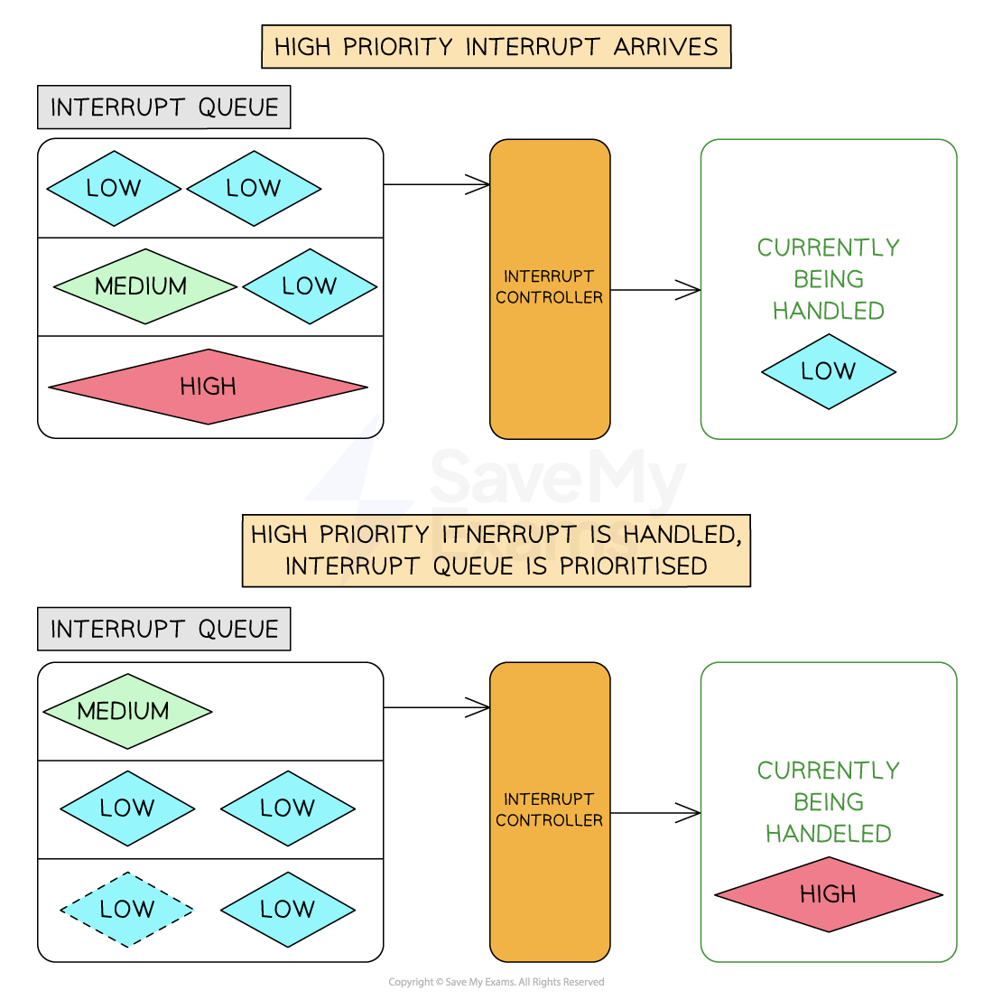 HIGH PRIORITY INTERRUPT ARRIVES
INTERRUPT QUEUE
LOW LOW
MEDIUM LOW
HIGH
INTERRUPT
CONTROLLER
CURRENTLY
BEING
HANDLED
LOW
SaveMy
Exams
HIGH PRIORITY ITNERRUPT IS HANDLED,
INTERRUPT QUEUE IS PRIORITISED
INTERRUPT QUEUE
MEDIUM
LOW LOW
LOW LOW
INTERRUPT
CONTROLLER
CURRENTLY
BEING
HANDELED
HIGH
Copyright © Save My Exams. All Rights Reserved